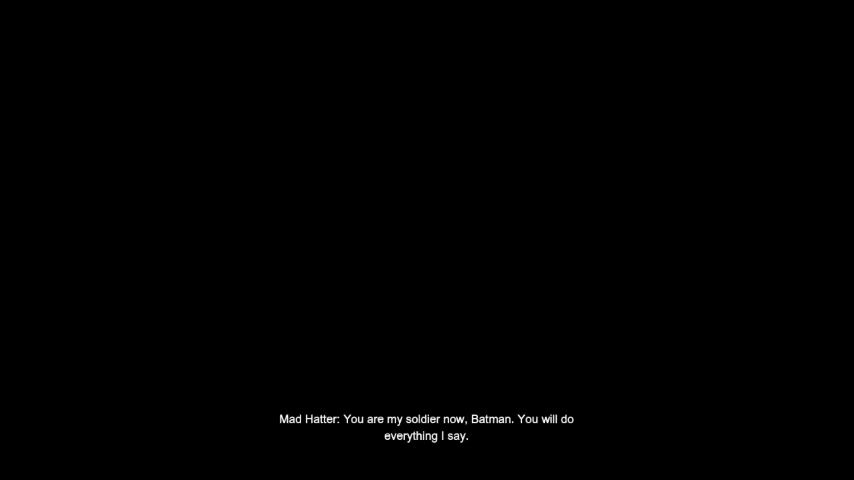 Mad Hatter: You are my soldier now, Batman. You will do
everything I say.